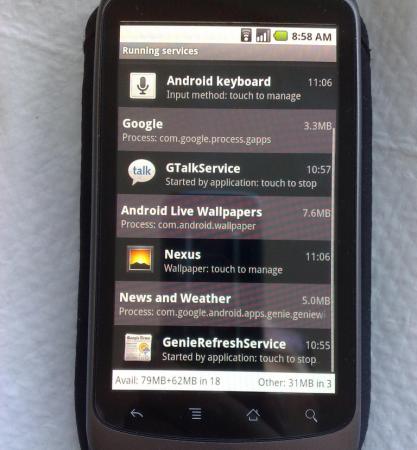 8:58 AM
Running services
Android keyboard 11:06
Input method: touch to manage
Google 3.3MB
Process: com.google.process.gapps
talk
GTalkService 10:57
Started by application: touch to stop
Android Live Wallpapers 7.6MB
Process: com.android.wallpaper
Nexus 11:06
Wallpaper: touch to manage
News and Weather 5.0MB
Process: com.google.android.apps.genie.geniewi
GenieRefreshService 10:55
Started by application: touch to stop
Avail: 79MB+62MB in 18 Other: 31MB in 3